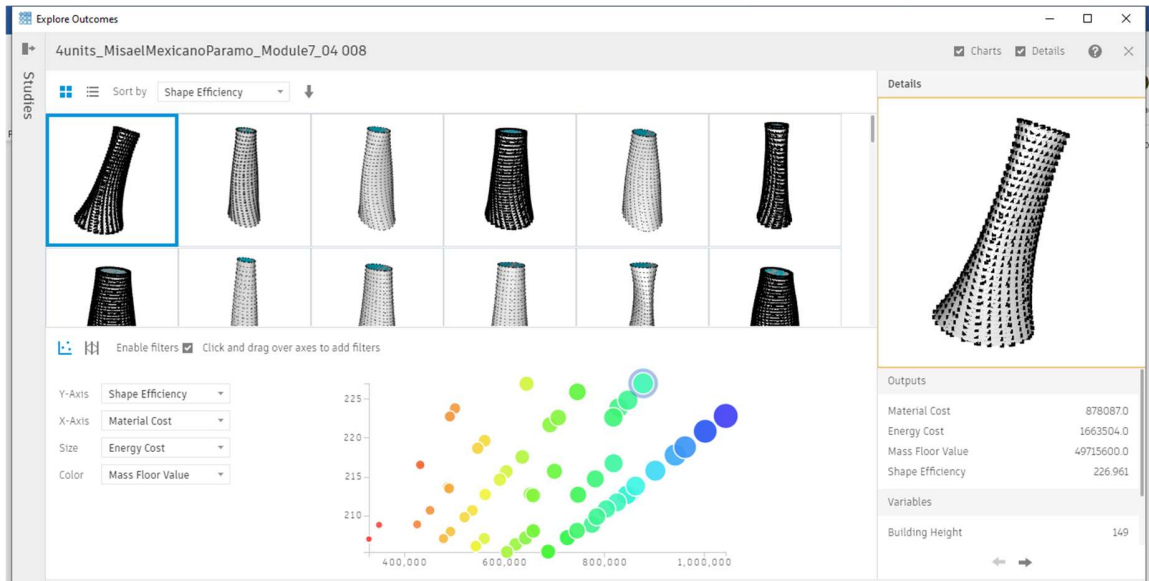 Explore Outcomes
4units_MisaelMexicanoParamo_Module7_04 008
Charts
Details
Studies
Sort by
Shape Efficiency
Details
Enable filters
Click and drag over axes to add filters
Y-Axis
Shape Efficiency
X-Axis
Material Cost
Size
Energy Cost
Color
Mass Floor Value
225
220
215
210
400,000
600,000
800,000
1,000,000
Outputs
Material Cost 878087.0
Energy Cost 1663504.0
Mass Floor Value 49715600.0
Shape Efficiency 226.961
Variables
Building Height 149